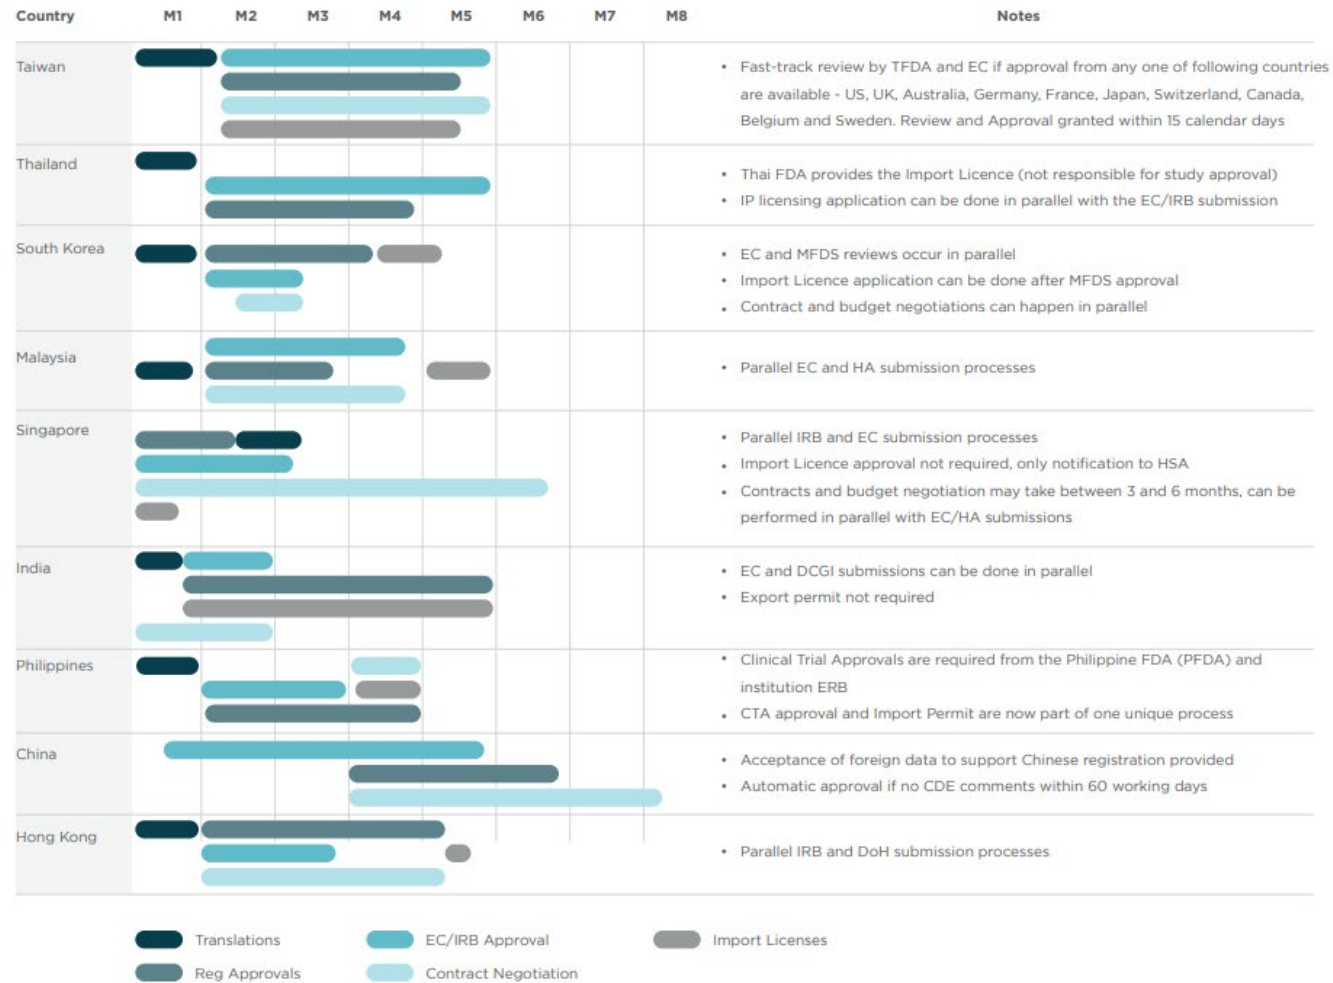 Country M1 M2 M3 M4 M5 M6 M7 M8 Notes
Taiwan
• Fast-track review by TFDA and EC if approval from any one of following countries
are available - US, UK, Australia, Germany, France, Japan, Switzerland, Canada,
Belgium and Sweden. Review and Approval granted within 15 calendar days
Thailand
• Thai FDA provides the Import Licence (not responsible for study approval)
• IP licensing application can be done in parallel with the EC/IRB submission
South Korea
• EC and MFDS reviews occur in parallel
• Import Licence application can be done after MFDS approval
• Contract and budget negotiations can happen in parallel
Malaysia
• Parallel EC and HA submission processes
Singapore
• Parallel IRB and EC submission processes
• Import Licence approval not required, only notification to HSA
• Contracts and budget negotiation may take between 3 and 6 months, can be
performed in parallel with EC/HA submissions
India
• EC and DCGI submissions can be done in parallel
• Export permit not required
Philippines
• Clinical Trial Approvals are required from the Philippine FDA (PFDA) and
institution ERB
• CTA approval and Import Permit are now part of one unique process
China
• Acceptance of foreign data to support Chinese registration provided
• Automatic approval if no CDE comments within 60 working days
Hong Kong
• Parallel IRB and DoH submission processes
Translations EC/IRB Approval Import Licenses
Reg Approvals Contract Negotiation